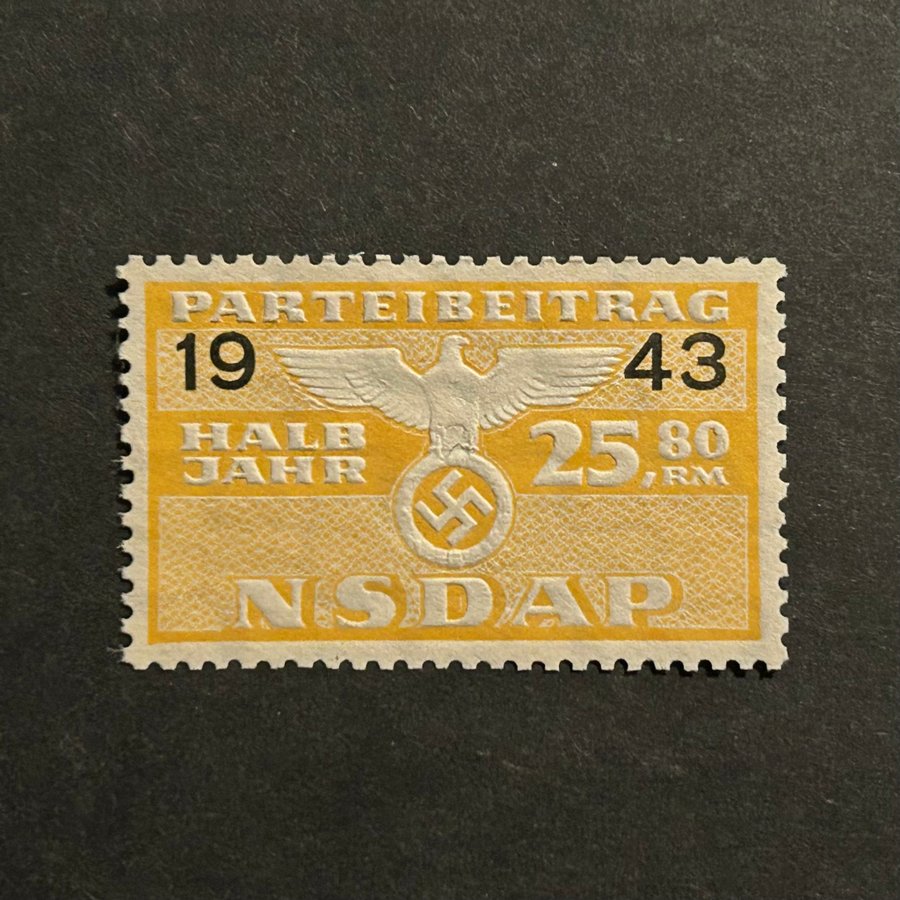 PARTEIBEITRAG
19 43
HALB
JAHR
25,80
RM
NSDAP